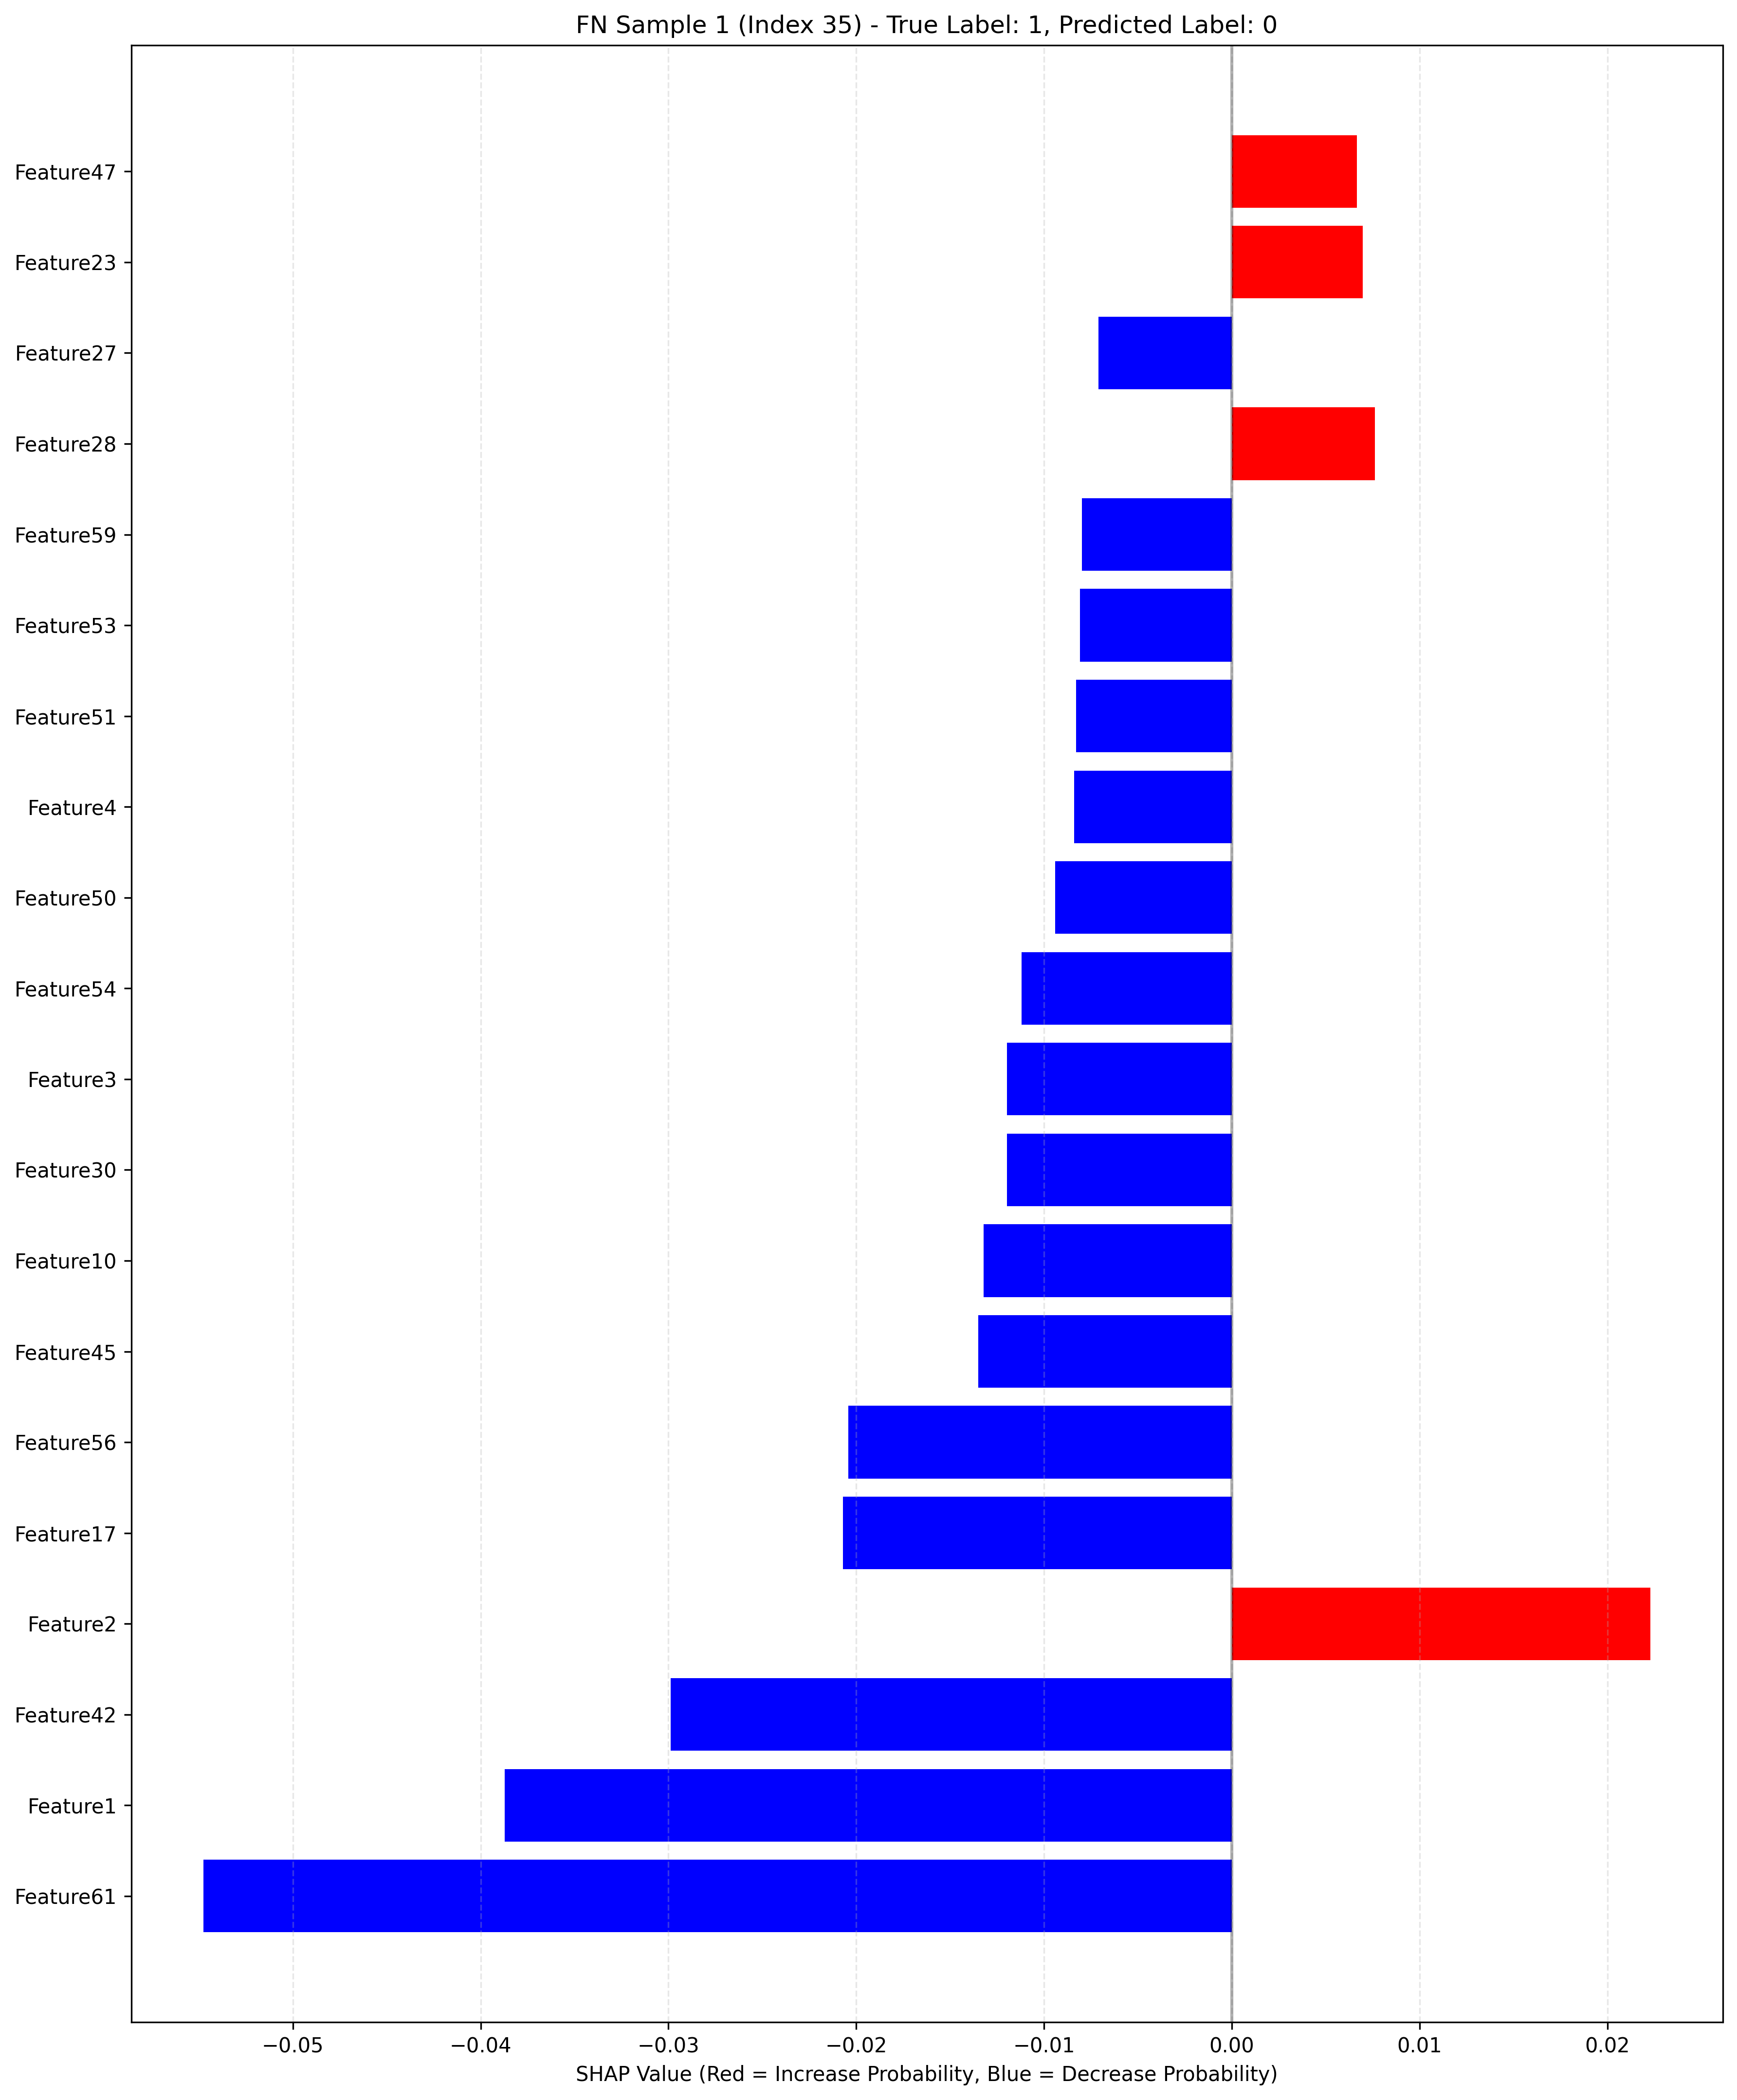 FN Sample 1 (Index 35) - True Label: 1, Predicted Label: 0
Feature47
Feature23
Feature27
Feature28
Feature59
Feature53
Feature51
Feature4
Feature50
Feature54
Feature3
Feature30
Feature10
Feature45
Feature56
Feature17
Feature2
Feature42
Feature1
Feature61
−0.05 −0.04 −0.03 −0.02 −0.01 0.00 0.01 0.02
SHAP Value (Red = Increase Probability, Blue = Decrease Probability)